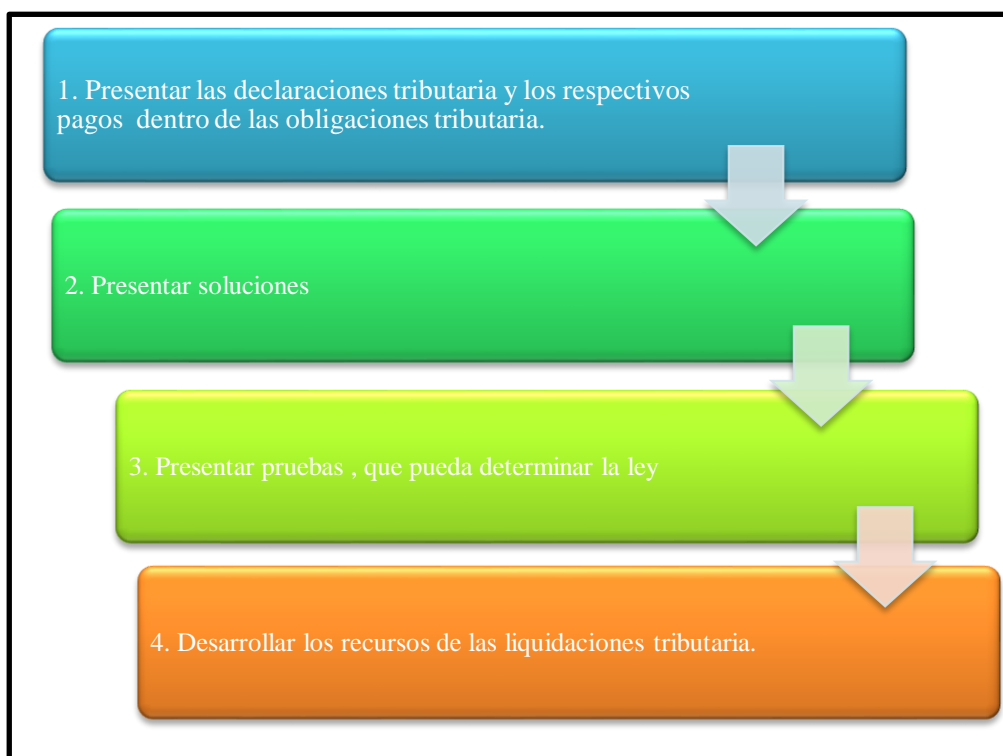 1. Presentar las declaraciones tributaria y los respectivos
pagos dentro de las obligaciones tributaria.
2. Presentar soluciones
3. Presentar pruebas , que pueda determinar la ley
4. Desarrollar los recursos de las liquidaciones tributaria.